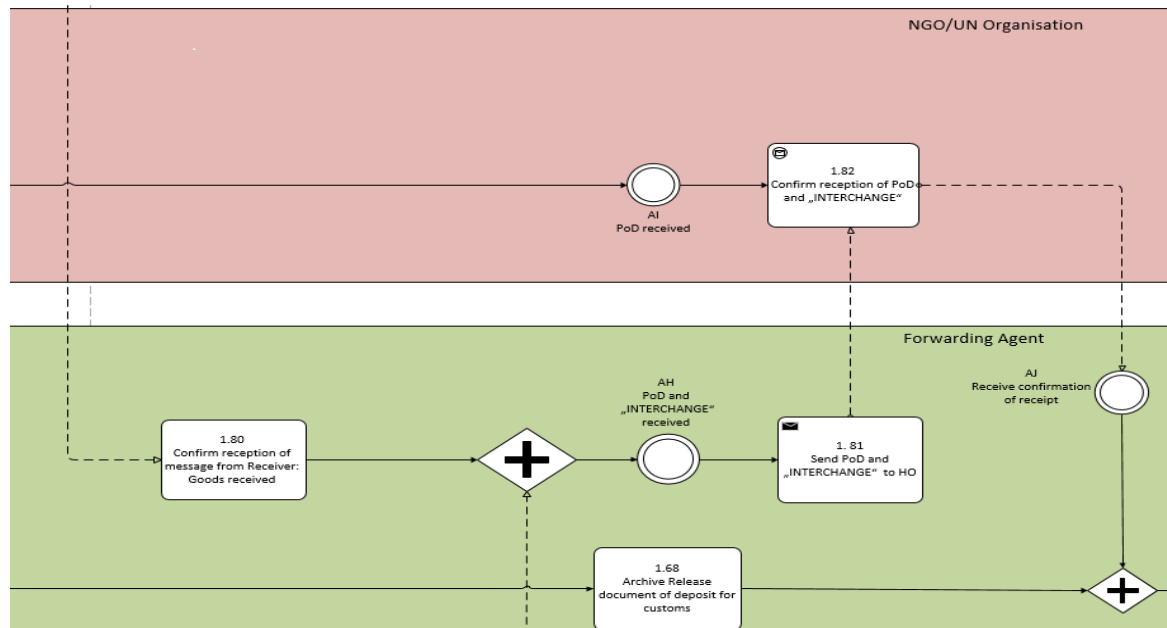 NGO/UN Organisation
1.82
Confirm reception of PoD
and „INTERCHANGE“
AI
PoD received
Forwarding Agent
AH
PoD and
„INTERCHANGE“
received
AJ
Receive confirmation
of receipt
1.80
Confirm reception of
message from Receiver:
Goods received
1. 81
Send PoD and
„INTERCHANGE“ to HO
1.68
Archive Release
document of deposit for
customs